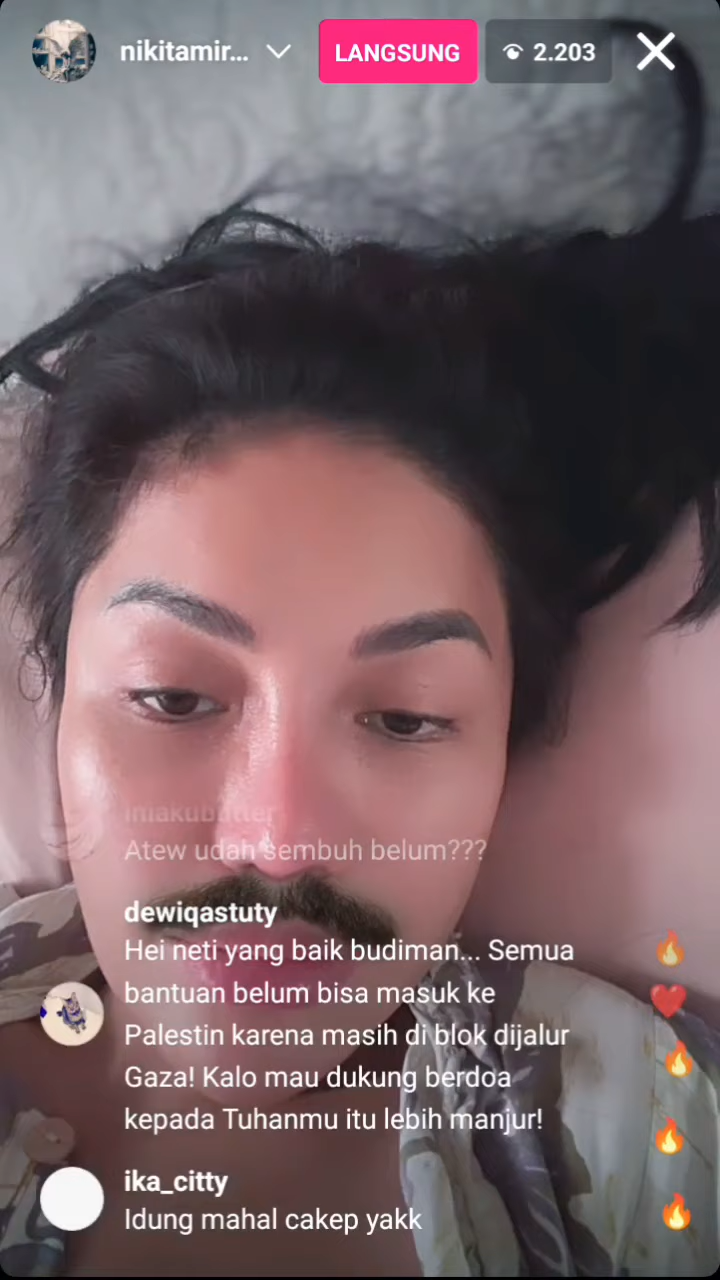 nikitamir...
LANGSUNG
2.203
imakubutter
Atew udah sembuh belum???
dewiqastuty
Hei neti yang baik budiman... Semua
bantuan belum bisa masuk ke
Palestin karena masih di blok dijalur
Gaza! Kalo mau dukung berdoa
kepada Tuhanmu itu lebih manjur!
ika_citty
Idung mahal cakep yakk